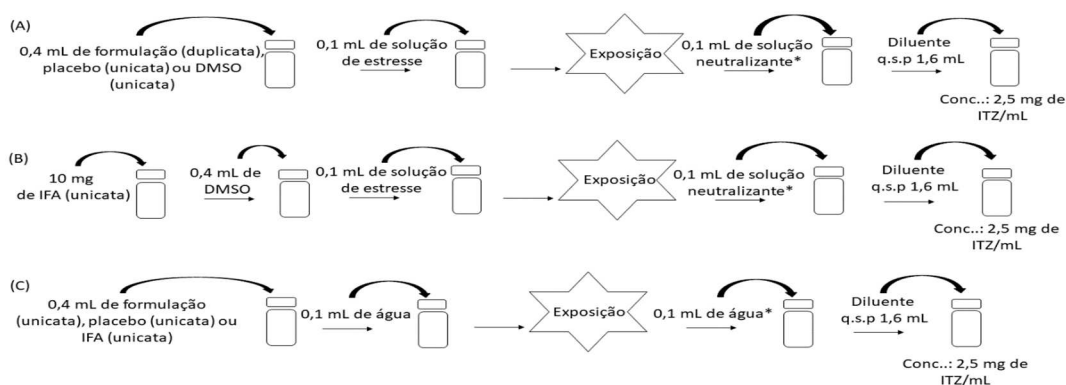 (A)
0,4 mL de formulação (duplicata),
placebo (unicata) ou DMSO
(unicata)
0,1 mL de solução
de estresse
Exposição
0,1 mL de solução
neutralizante*
Diluente
q.s.p 1,6 mL
Conc..: 2,5 mg de
ITZ/mL
(B)
10 mg
de IFA (unicata)
0,4 mL de
DMSO
0,1 mL de solução
de estresse
Exposição
0,1 mL de solução
neutralizante*
Diluente
q.s.p 1,6 mL
Conc..: 2,5 mg de
ITZ/mL
(C)
0,4 mL de formulação
(unicata), placebo (unicata) ou
IFA (unicata)
0,1 mL de água
Exposição
0,1 mL de água*
Diluente
q.s.p 1,6 mL
Conc..: 2,5 mg de
ITZ/mL